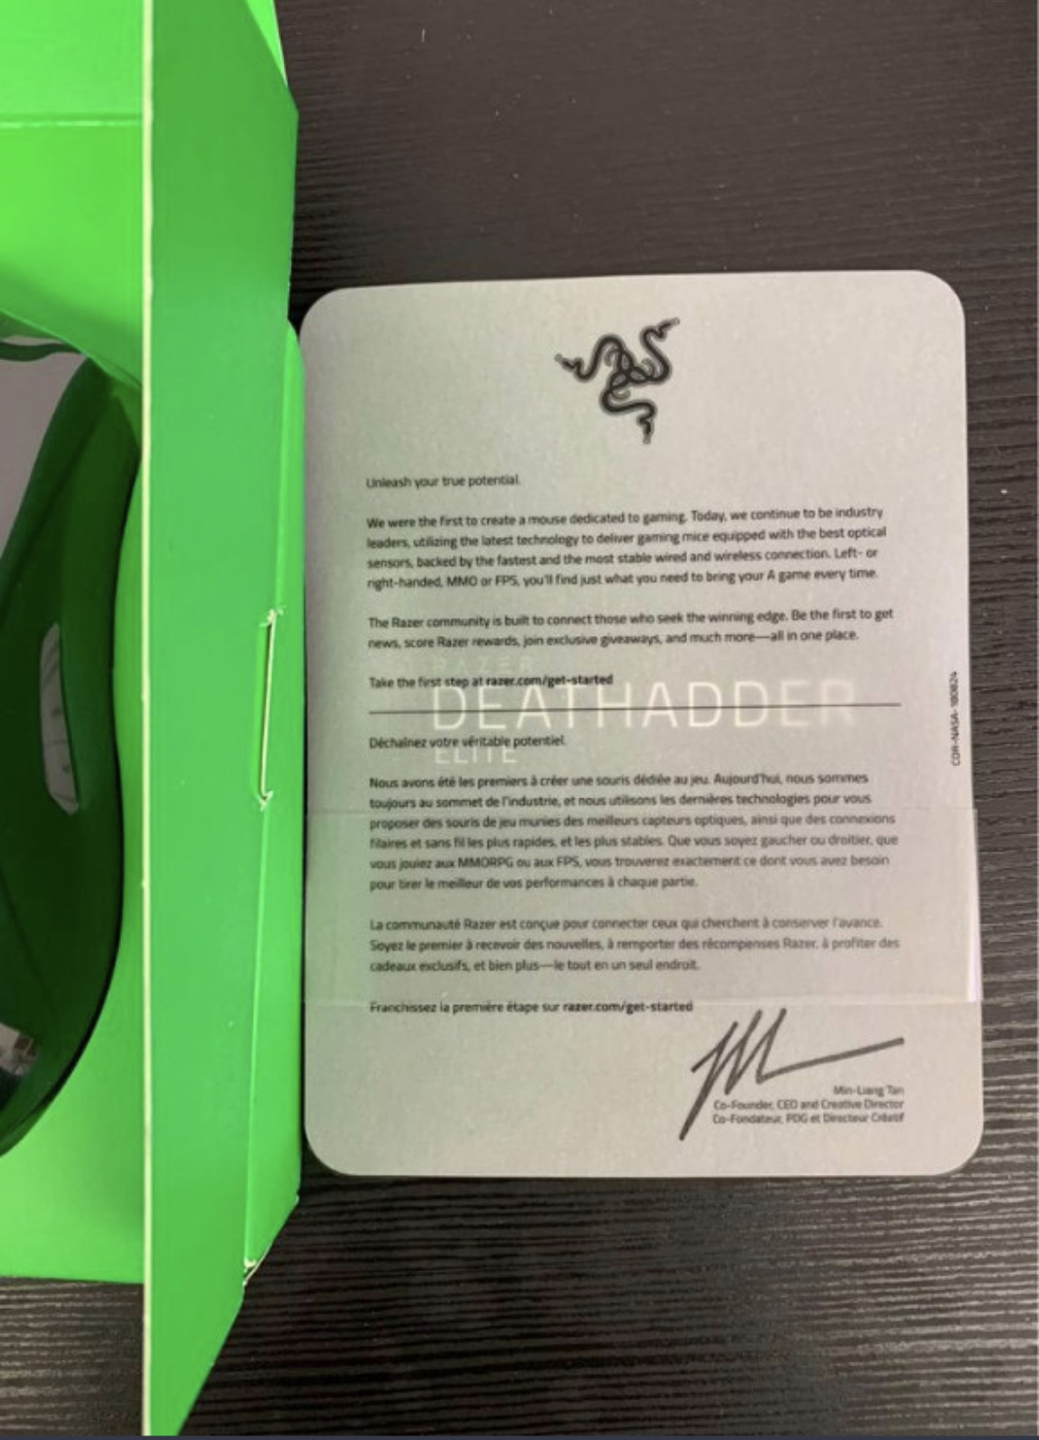 Unleash your true potential.
We were the first to create a mouse dedicated to gaming. Today, we continue to be industry
leaders, utilizing the latest technology to deliver gaming mice equipped with the best optical
sensors, backed by the fastest and the most stable wired and wireless connection. Left- or
right-handed, MMO or FPS, you'll find just what you need to bring your A game every time.
The Razer community is built to connect those who seek the winning edge. Be the first to get
news, score Razer rewards, join exclusive giveaways, and much more—all in one place.
RAZER
Take the first step at razer.com/get-started
DEATHADDER
Déchaînez votre véritable potentiel.
ELITE
Nous avons été les premiers à créer une souris dédiée au jeu. Aujourd'hui, nous sommes
toujours au sommet de l'industrie, et nous utilisons les dernières technologies pour vous
proposer des souris de jeu munies des meilleurs capteurs optiques, ainsi que des connexions
filaires et sans fil les plus rapides, et les plus stables. Que vous soyez gaucher ou droitier, que
vous jouiez aux MMORPG ou aux FPS, vous trouverez exactement ce dont vous avez besoin
pour tirer le meilleur de vos performances à chaque partie.
La communauté Razer est conçue pour connecter ceux qui cherchent à conserver l'avance.
Soyez le premier à recevoir des nouvelles, à remporter des récompenses Razer, à profiter des
cadeaux exclusifs, et bien plus—le tout en un seul endroit.
Franchissez la première étape sur razer.com/get-started
Min-Liang Tan
Co-Founder, CEO and Creative Director
Co-Fondateur, PDG et Directeur Créatif
COR-NASA-180824